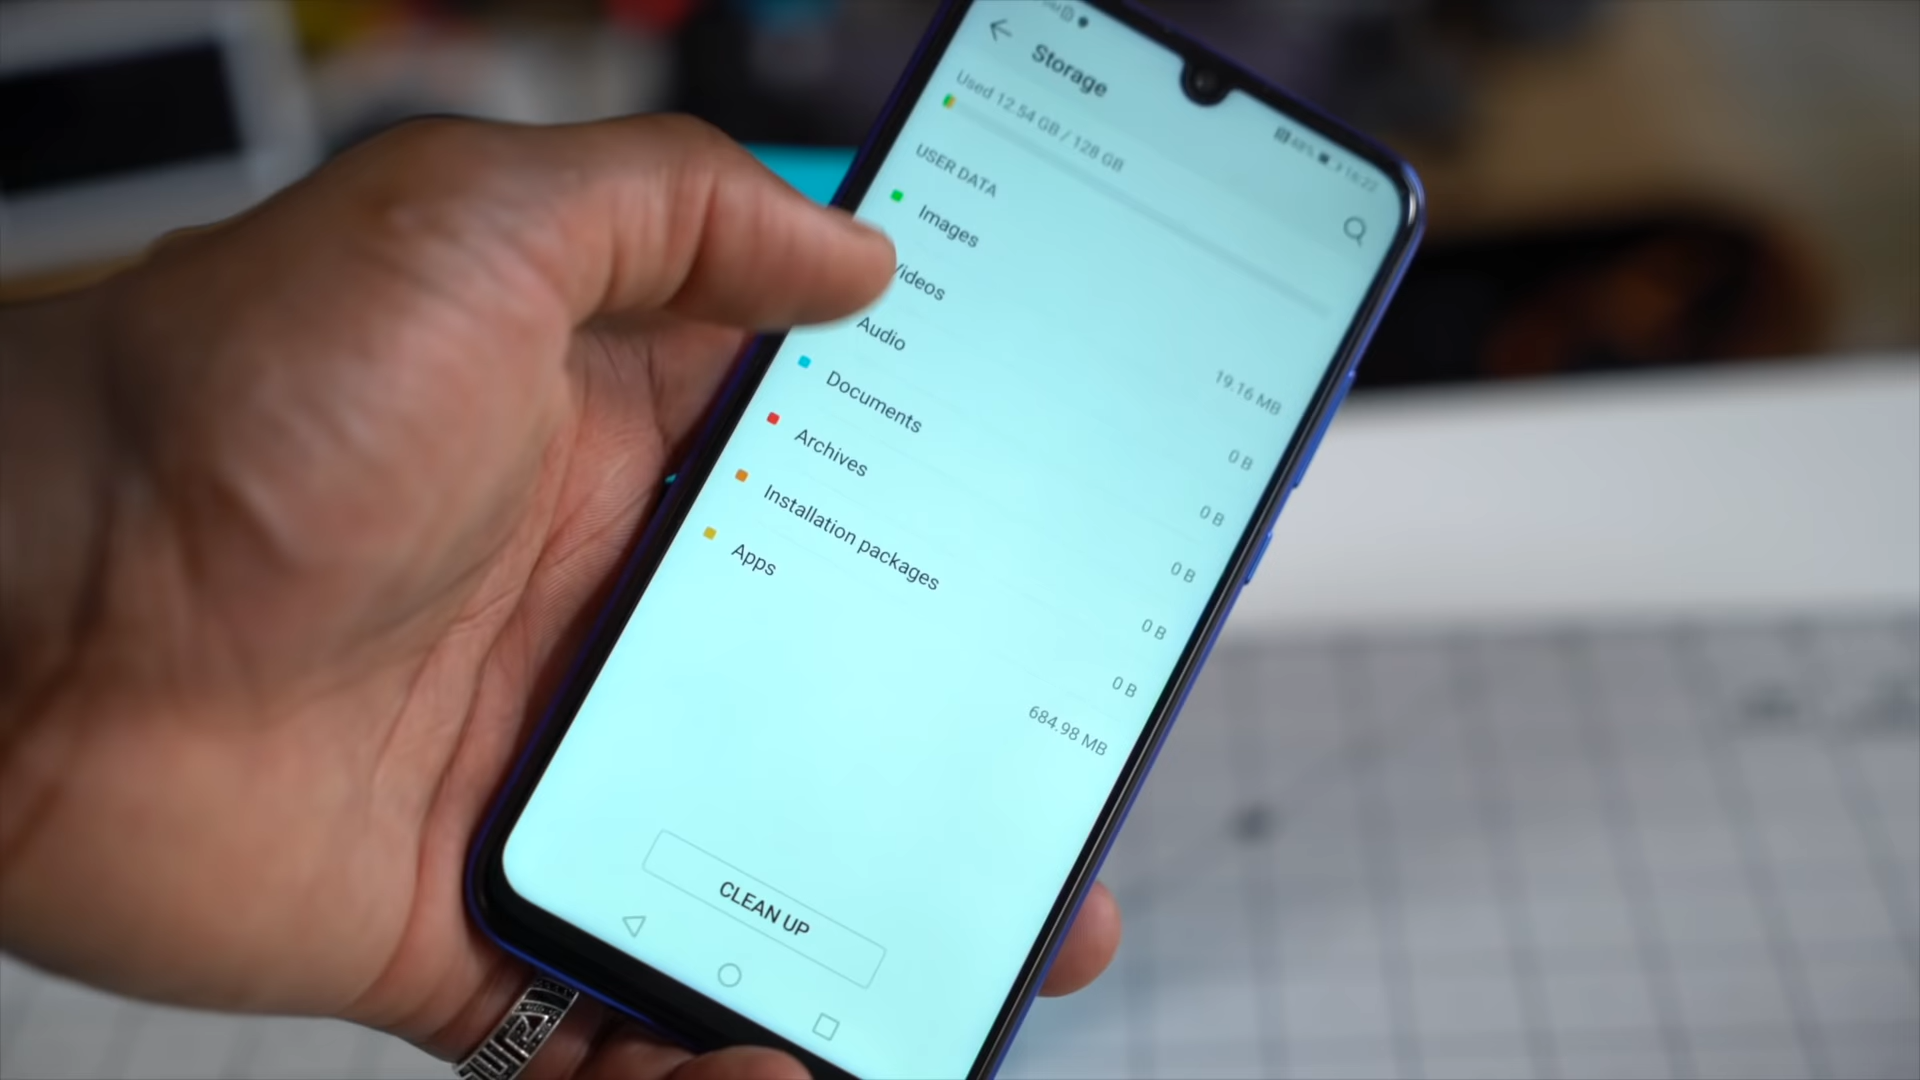 Storage
Used 12.54 GB / 128 GB
USER DATA
Images 19.16 MB
Videos 0 B
Audio 0 B
Documents 0 B
Archives 0 B
Installation packages 0 B
Apps 684.98 MB
CLEAN UP